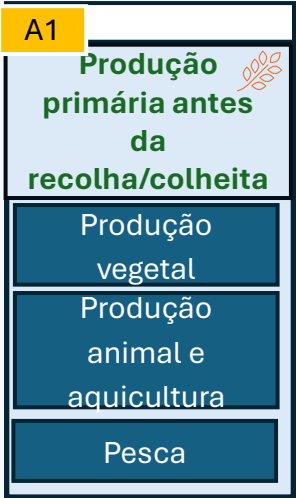 A1
Produção
primária antes
da
recolha/colheita
Produção
vegetal
Produção
animal e
aquicultura
Pesca